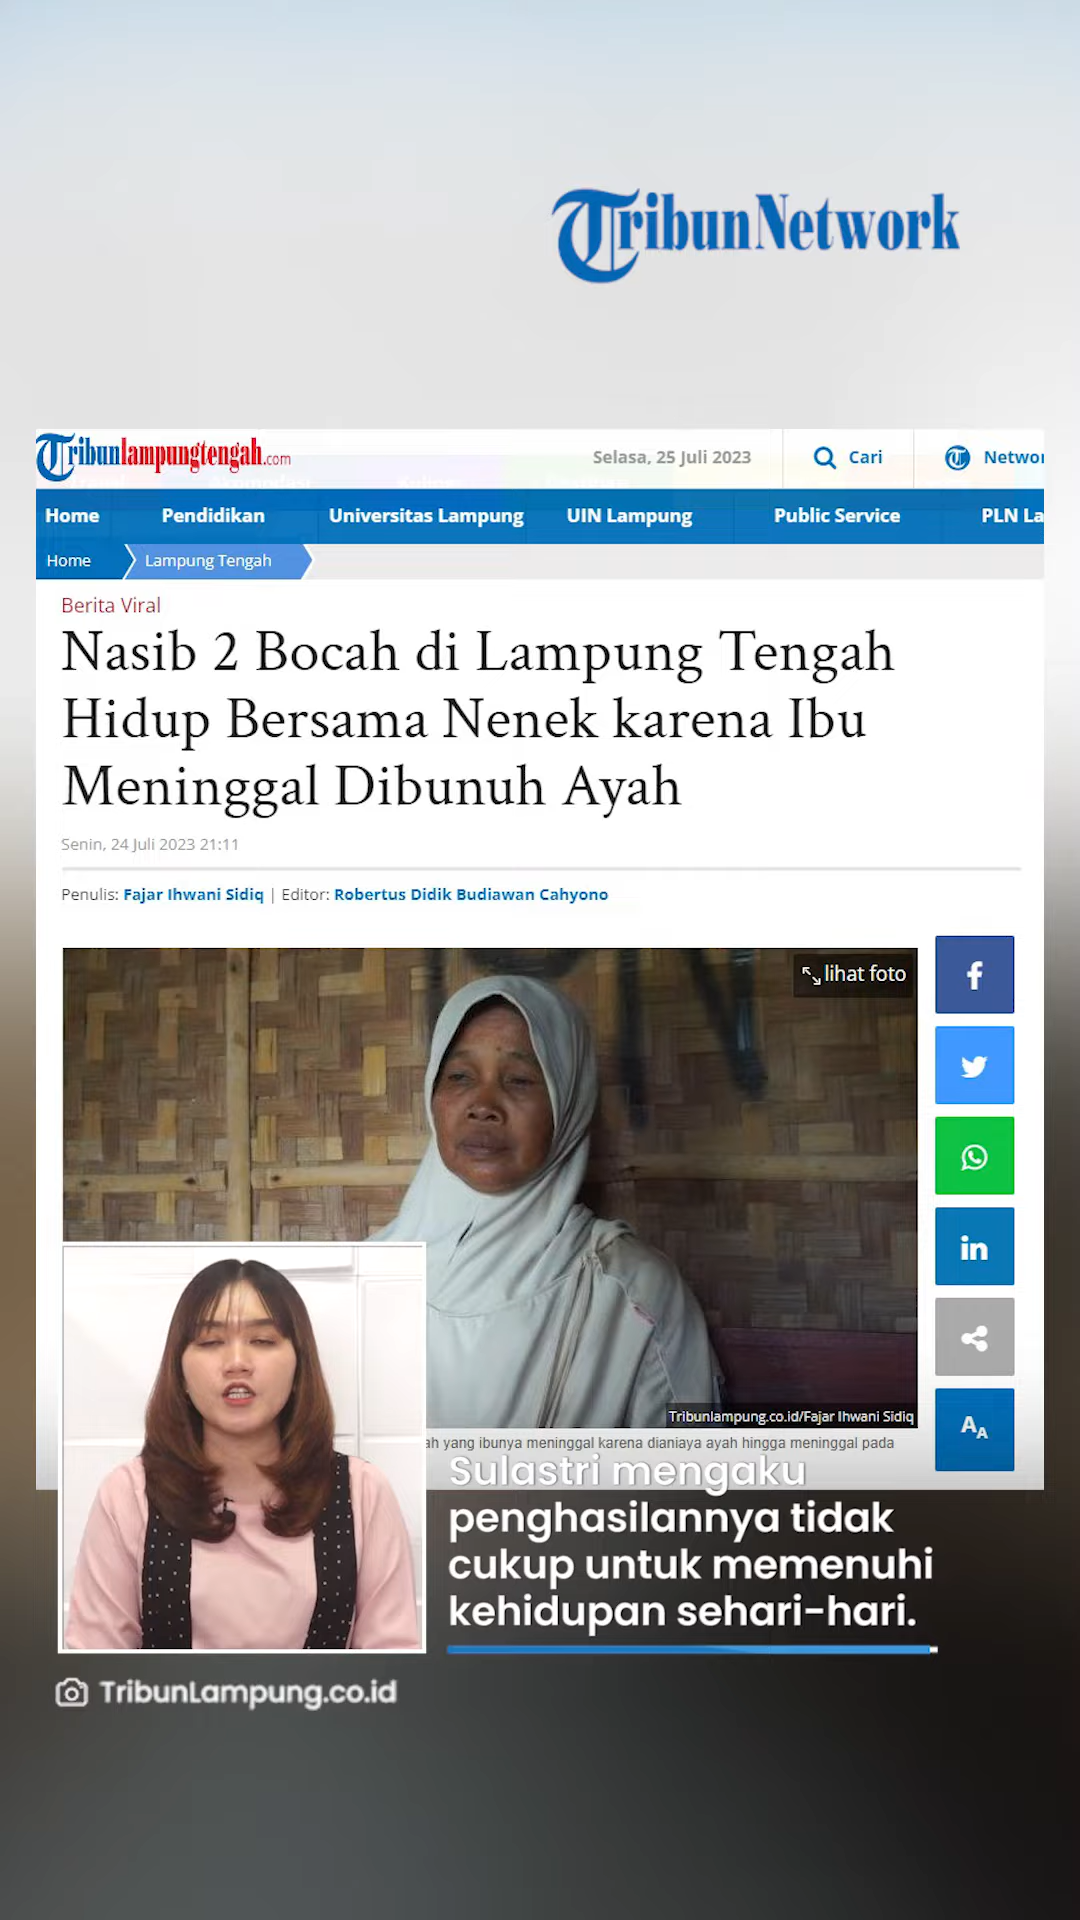 TribunNetwork
Tribunlampungtengah.com
Selasa, 25 Juli 2023
Cari
Networ
Home
Pendidikan
Universitas Lampung
UIN Lampung
Public Service
PLN La
Home
Lampung Tengah
Berita Viral
Nasib 2 Bocah di Lampung Tengah
Hidup Bersama Nenek karena Ibu
Meninggal Dibunuh Ayah
Senin, 24 Juli 2023 21:11
Penulis: Fajar Ihwani Sidiq | Editor: Robertus Didik Budiawan Cahyono
lihat foto
Tribunlampung.co.id/Fajar Ihwani Sidiq
ah yang ibunya meninggal karena dianiaya ayah hingga meninggal pada
Sulastri mengaku
penghasilannya tidak
cukup untuk memenuhi
kehidupan sehari-hari.
TribunLampung.co.id